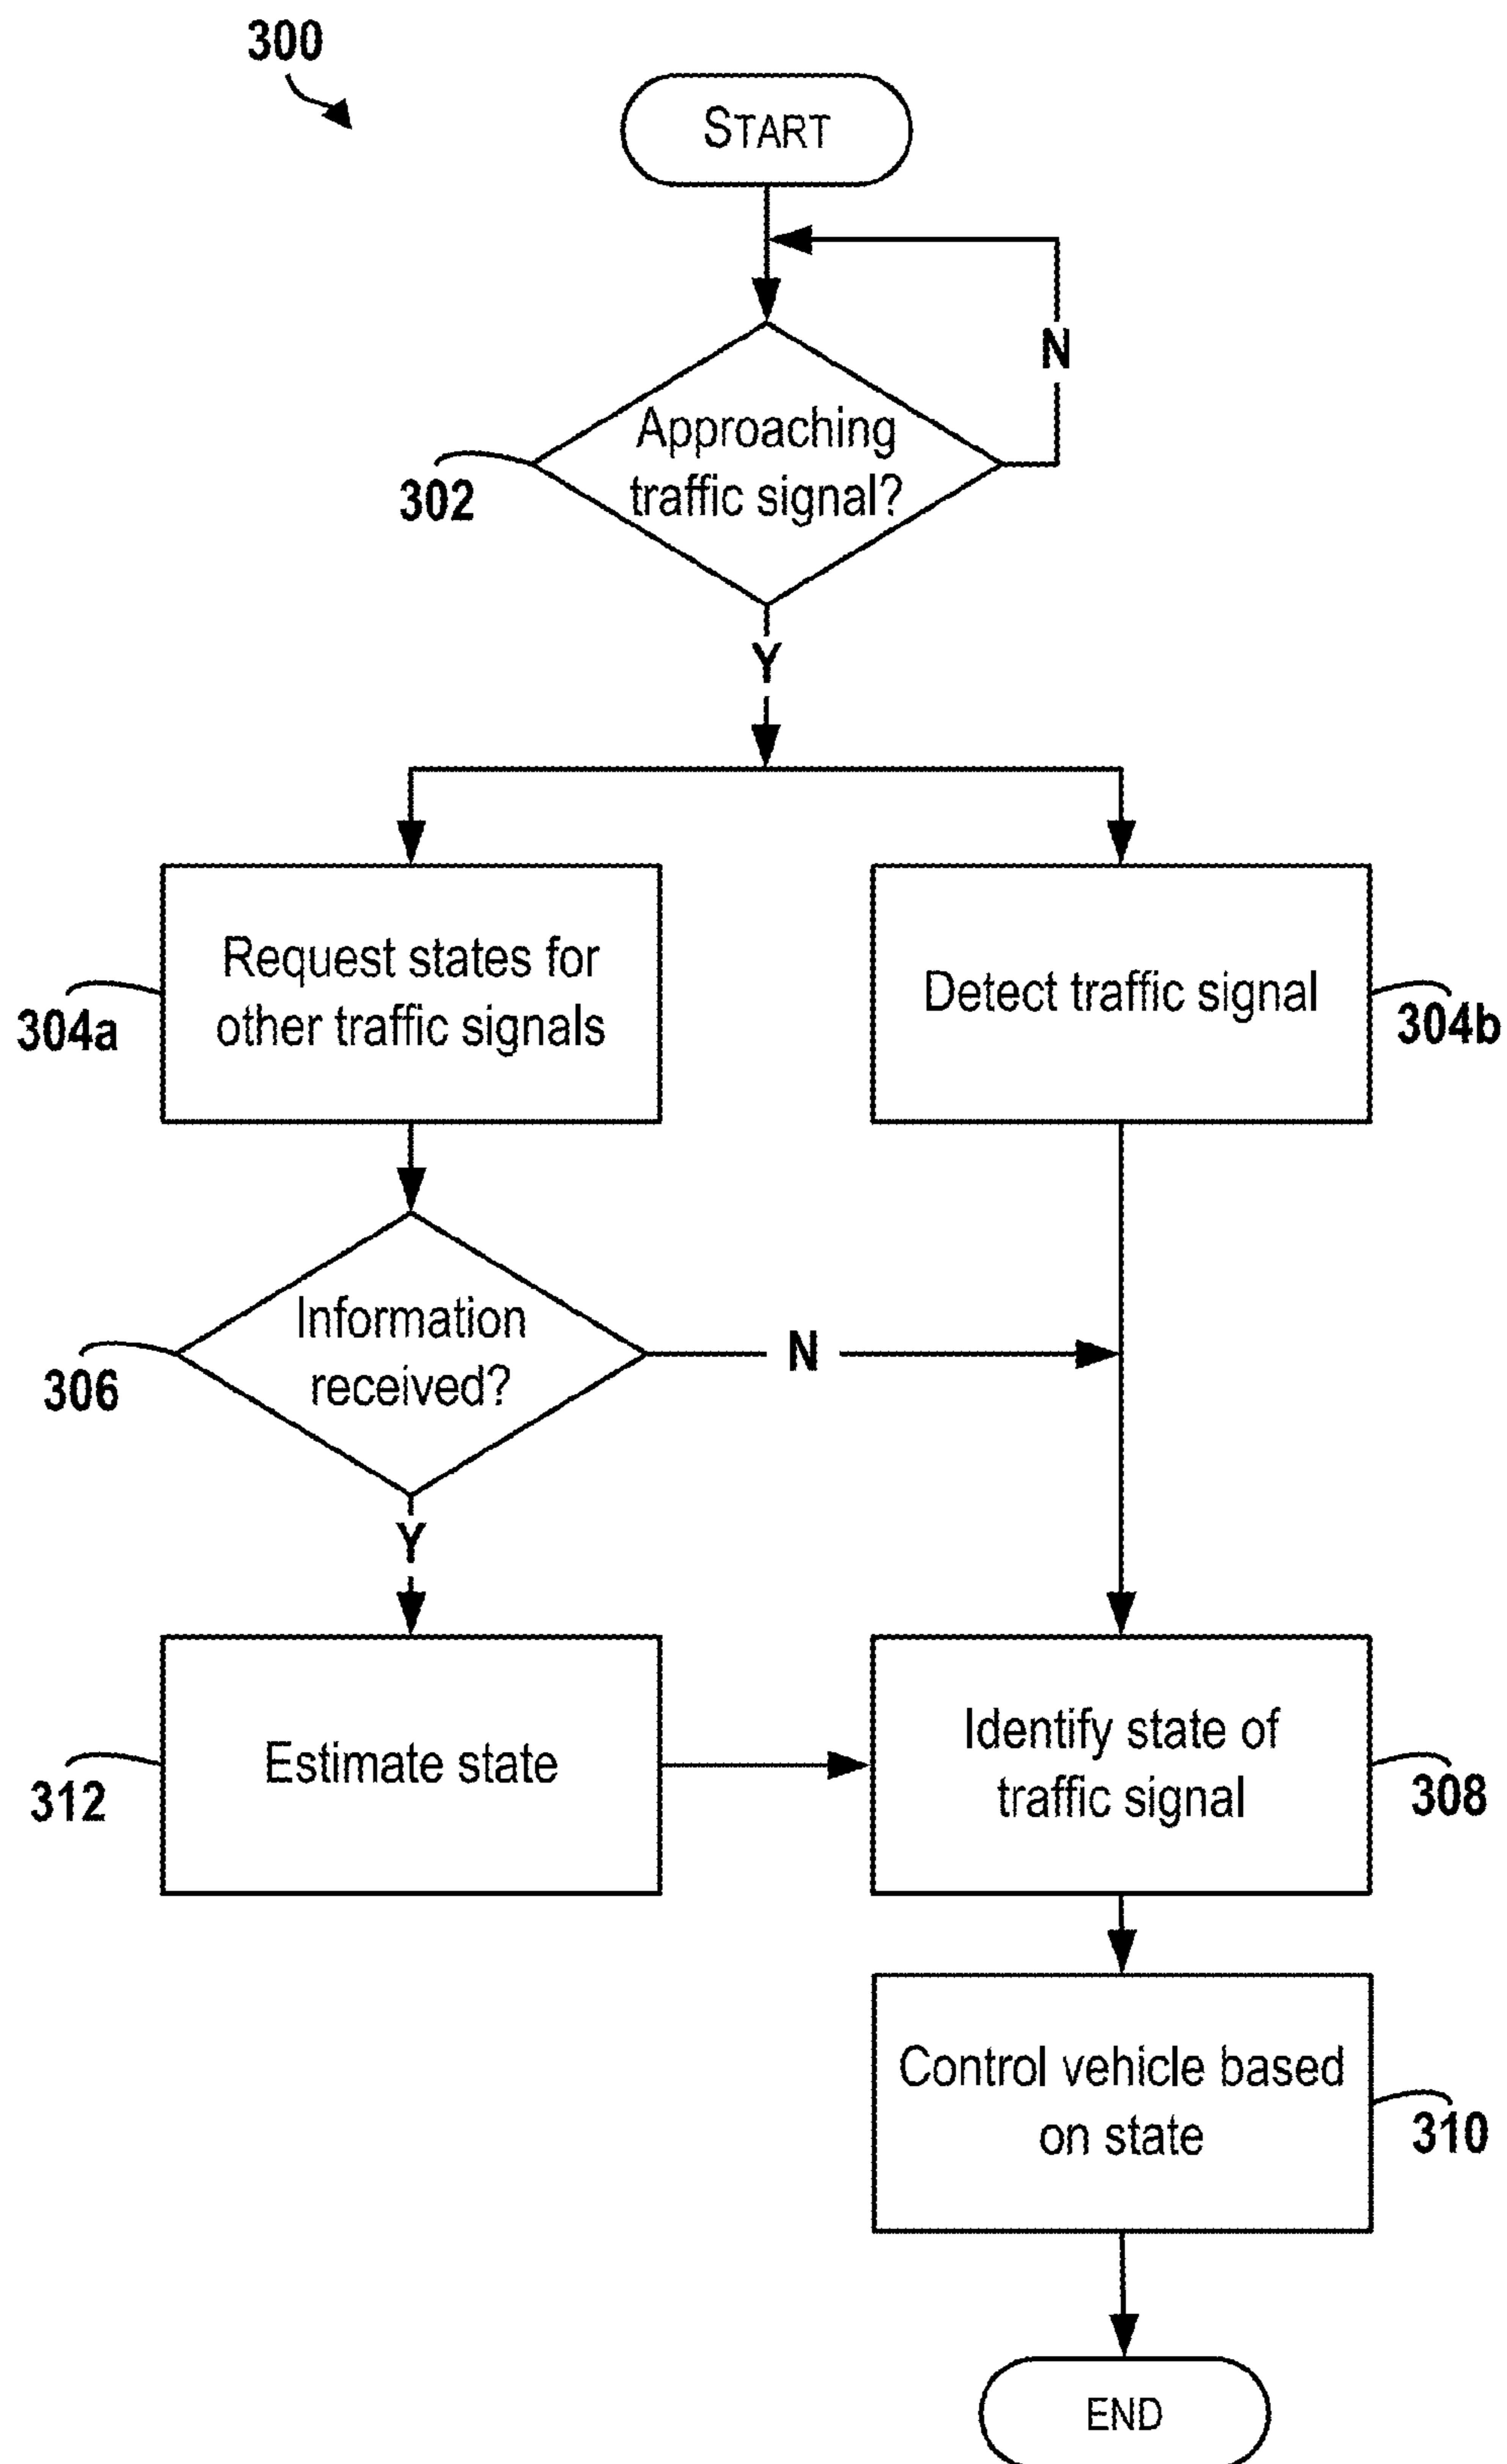 300
START
N
Approaching
traffic signal?
302
Y
Request states for
other traffic signals
304a
Detect traffic signal
304b
Information
received?
306
N
Y
Estimate state
312
Identify state of
traffic signal
308
Control vehicle based
on state
310
END